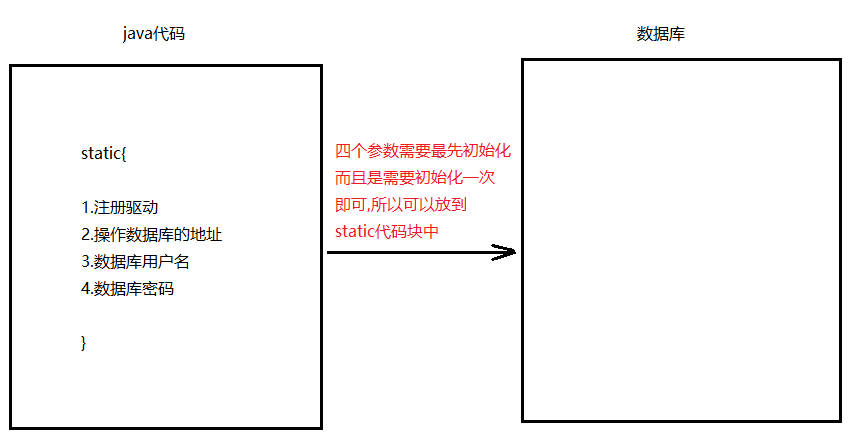 java代码
数据库
static{
1.注册驱动
2.操作数据库的地址
3.数据库用户名
4.数据库密码
}
四个参数需要最先初始化
而且是需要初始化一次
即可,所以可以放到
static代码块中